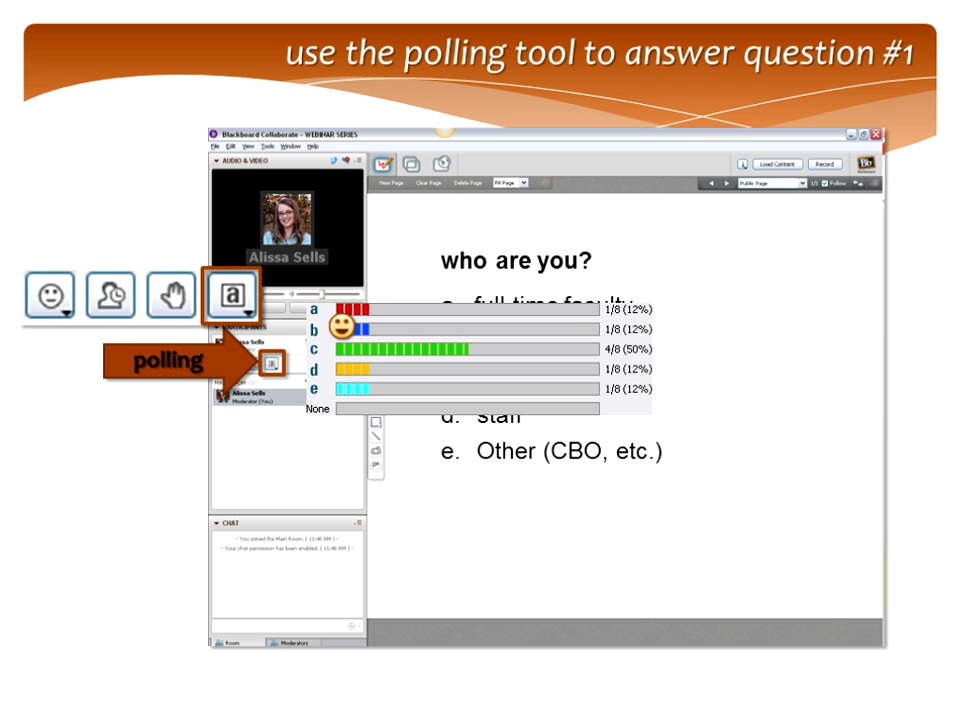 use the polling tool to answer question #1
Blackboard Collaborate - WEBINAR SERIES
File Edit View Tools Window Help
AUDIO & VIDEO
Load Content
Record
Bb
New Page
Clear Page
Delete Page
Fit Page
Public Page
1/1
Follow
Alissa Sells
who are you?
a. full-time faculty
a
a 1/8 (12%)
b 1/8 (12%)
c 4/8 (50%)
d 1/8 (12%)
e 1/8 (12%)
None
PARTICIPANTS
Alissa Sells
polling
a
Alissa Sells
Moderator (You)
d. staff
e. Other (CBO, etc.)
CHAT
- You joined the Main Room. ( 11:40 AM ) -
- Your chat permission has been enabled. ( 11:40 AM ) -
Room
Moderators